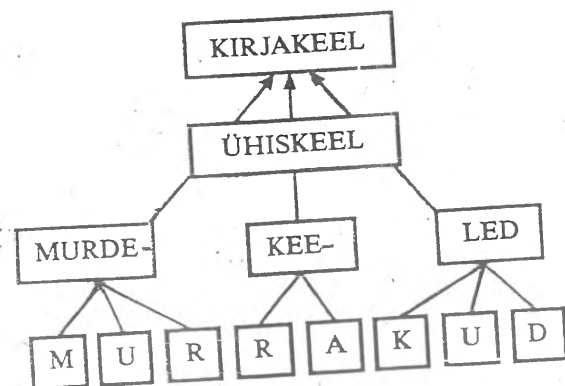 KIRJAKEEL
ÜHISKEEL
MURDE- KEE- LED
M U R R A K U D